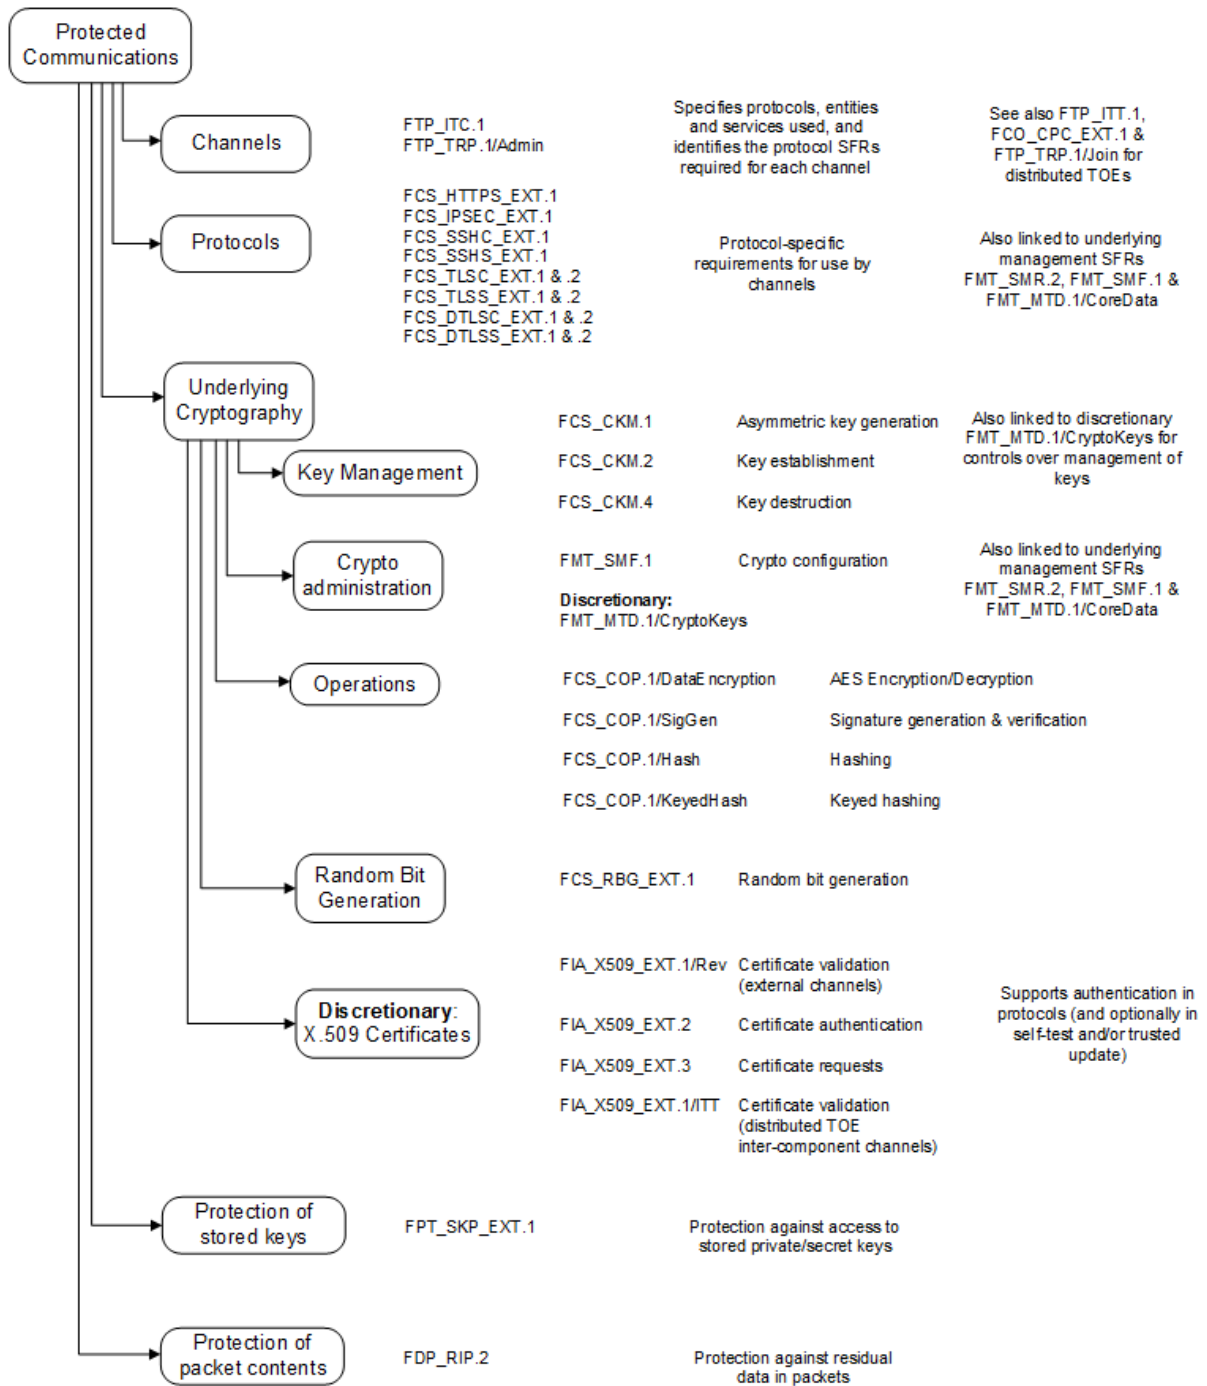 Protected
Communications
Channels
FTP_ITC.1
FTP_TRP.1/Admin
Specifies protocols, entities
and services used, and
identifies the protocol SFRs
required for each channel
See also FTP_ITT.1,
FCO_CPC_EXT.1 &
FTP_TRP.1/Join for
distributed TOEs
Protocols
FCS_HTTPS_EXT.1
FCS_IPSEC_EXT.1
FCS_SSHC_EXT.1
FCS_SSHS_EXT.1
FCS_TLSC_EXT.1 & .2
FCS_TLSS_EXT.1 & .2
FCS_DTLSC_EXT.1 & .2
FCS_DTLSS_EXT.1 & .2
Protocol-specific
requirements for use by
channels
Also linked to underlying
management SFRs
FMT_SMR.2, FMT_SMF.1 &
FMT_MTD.1/CoreData
Underlying
Cryptography
Key Management
FCS_CKM.1 Asymmetric key generation
FCS_CKM.2 Key establishment
FCS_CKM.4 Key destruction
Also linked to discretionary
FMT_MTD.1/CryptoKeys for
controls over management of
keys
Crypto
administration
FMT_SMF.1 Crypto configuration
Discretionary:
FMT_MTD.1/CryptoKeys
Also linked to underlying
management SFRs
FMT_SMR.2, FMT_SMF.1 &
FMT_MTD.1/CoreData
Operations
FCS_COP.1/DataEncryption AES Encryption/Decryption
FCS_COP.1/SigGen Signature generation & verification
FCS_COP.1/Hash Hashing
FCS_COP.1/KeyedHash Keyed hashing
Random Bit
Generation
FCS_RBG_EXT.1 Random bit generation
Discretionary:
X.509 Certificates
FIA_X509_EXT.1/Rev Certificate validation
(external channels)
FIA_X509_EXT.2 Certificate authentication
FIA_X509_EXT.3 Certificate requests
FIA_X509_EXT.1/ITT Certificate validation
(distributed TOE
inter-component channels)
Supports authentication in
protocols (and optionally in
self-test and/or trusted
update)
Protection of
stored keys
FPT_SKP_EXT.1
Protection against access to
stored private/secret keys
Protection of
packet contents
FDP_RIP.2
Protection against residual
data in packets